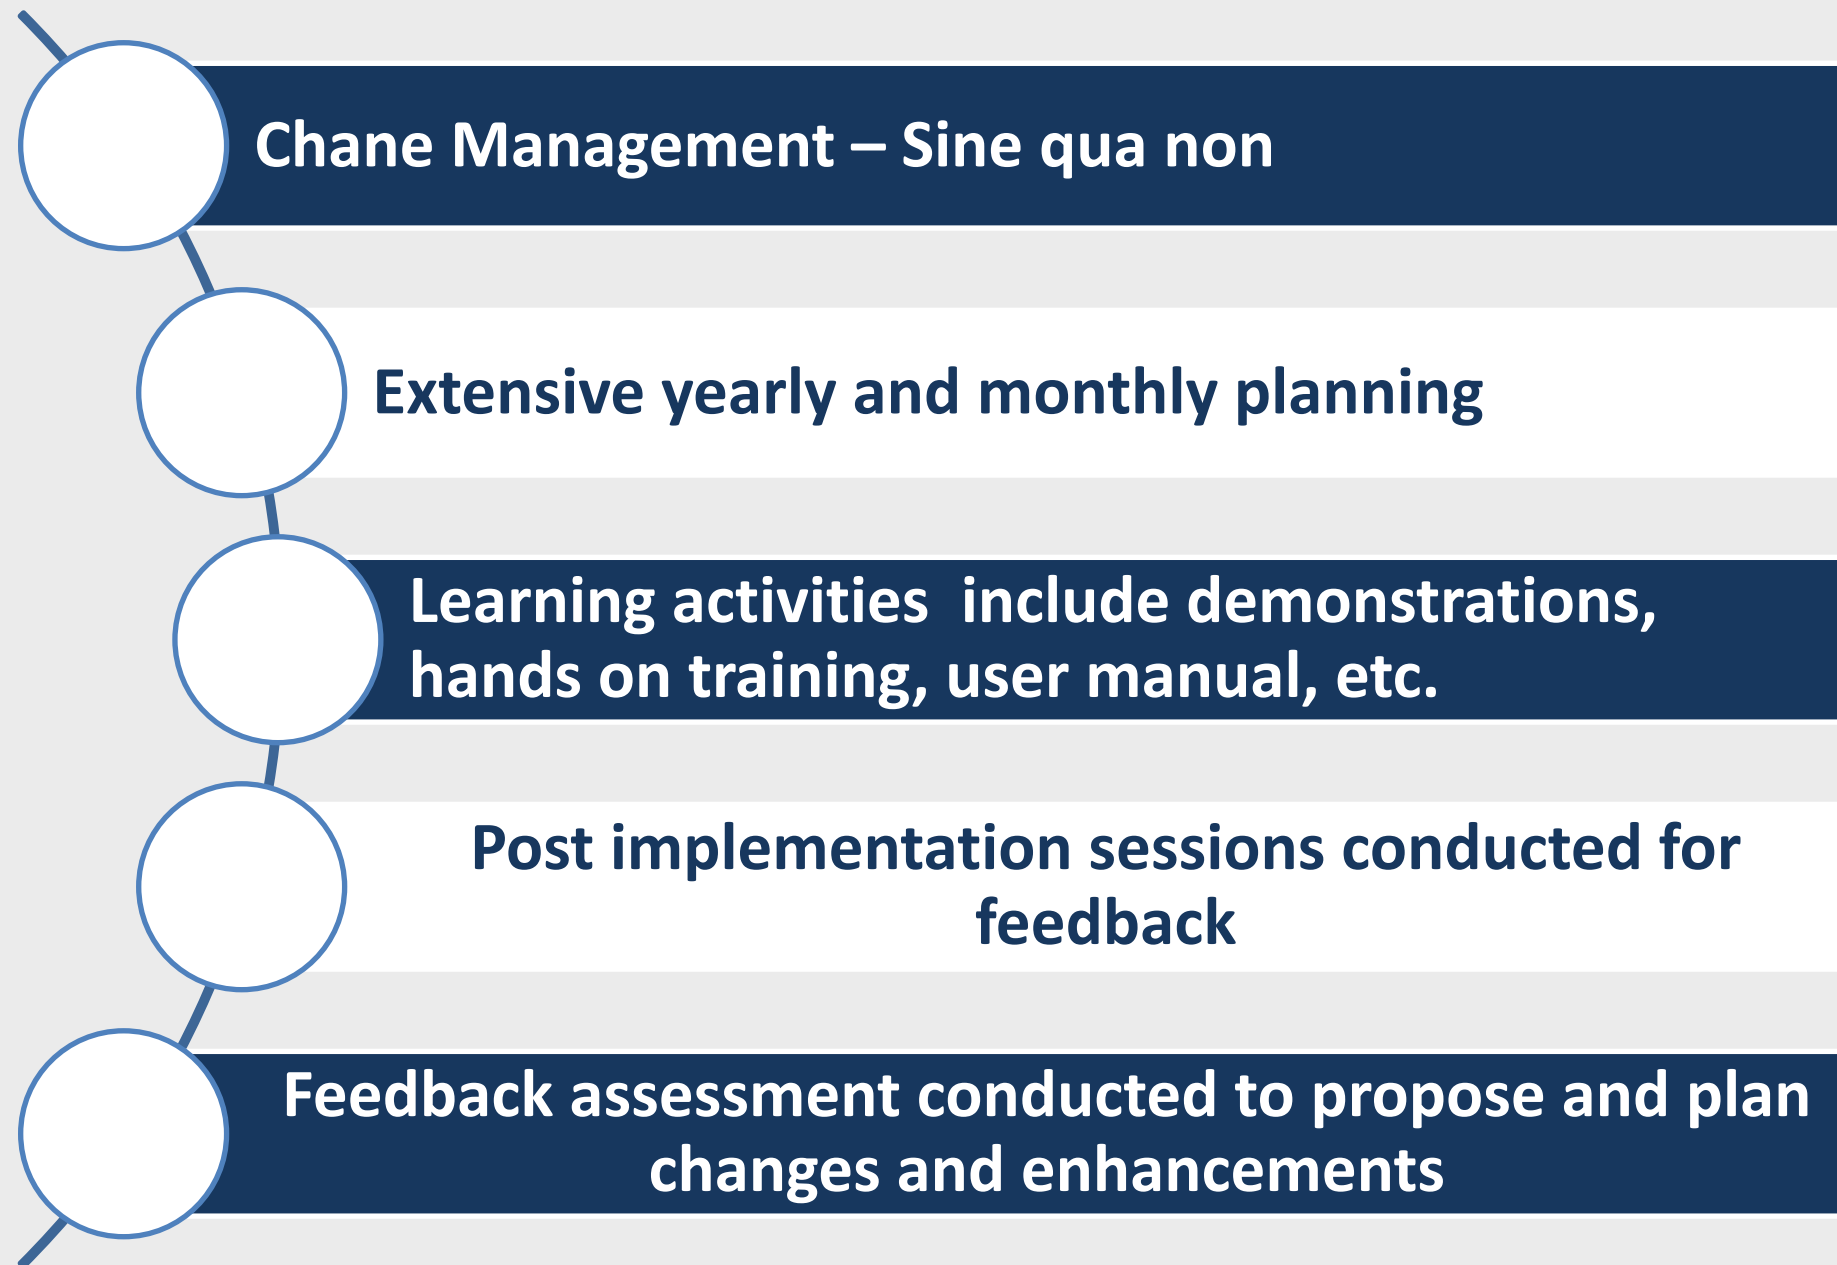 Chane Management – Sine qua non
Extensive yearly and monthly planning
Learning activities  include demonstrations,
hands on training, user manual, etc.
Post implementation sessions conducted for
feedback
Feedback assessment conducted to propose and plan
changes and enhancements